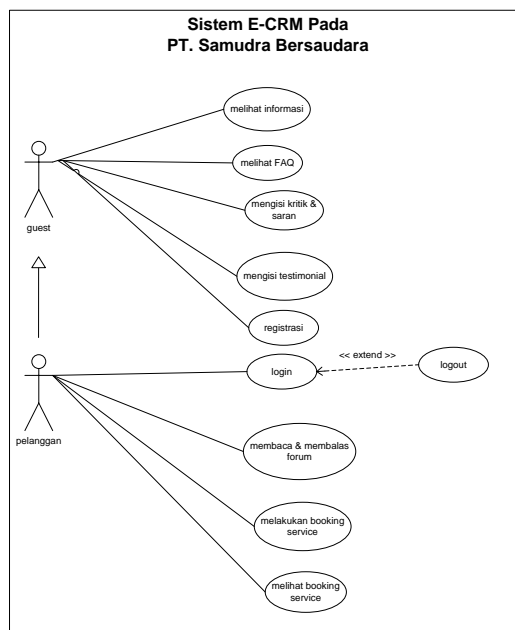 Sistem E-CRM Pada
PT. Samudra Bersaudara
melihat informasi
melihat FAQ
mengisi kritik &
saran
guest
mengisi testimonial
registrasi
<< extend >>
login
logout
pelanggan
membaca & membalas
forum
melakukan booking
service
melihat booking
service